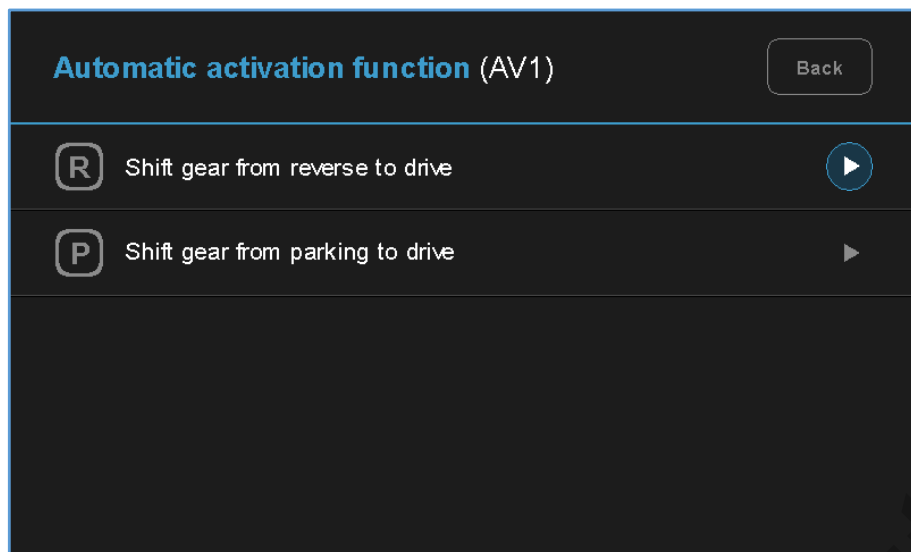 Automatic activation function (AV1)
Back
R Shift gear from reverse to drive
P Shift gear from parking to drive